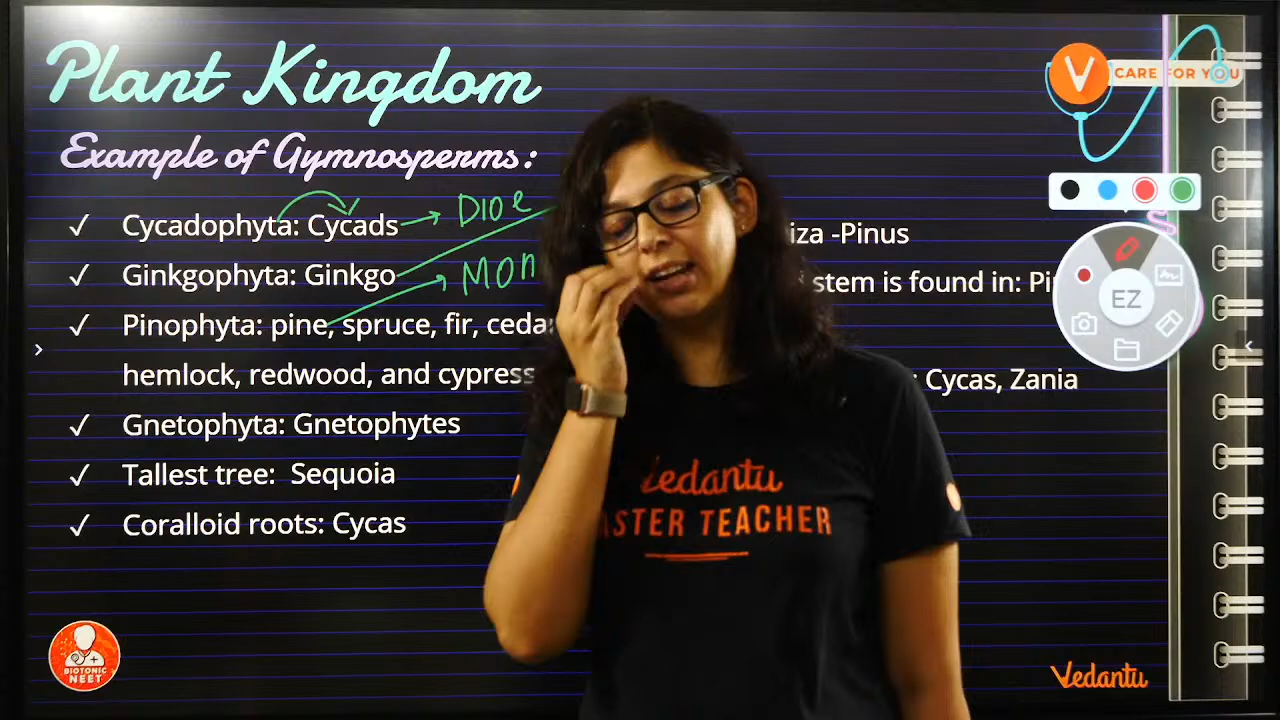 Plant Kingdom
CARE FOR YOU
Example of Gymnosperms:
✓ Cycadophyta: Cycads
DIOe
iza -Pinus
✓ Ginkgophyta: Ginkgo
MON
stem is found in: Pi
EZ
✓ Pinophyta: pine, spruce, fir, ceda
hemlock, redwood, and cypress
: Cycas, Zania
✓ Gnetophyta: Gnetophytes
✓ Tallest tree: Sequoia
✓ Coralloid roots: Cycas
Vedantu
ASTER TEACHER
BIOTONIC
NEET
Vedantu